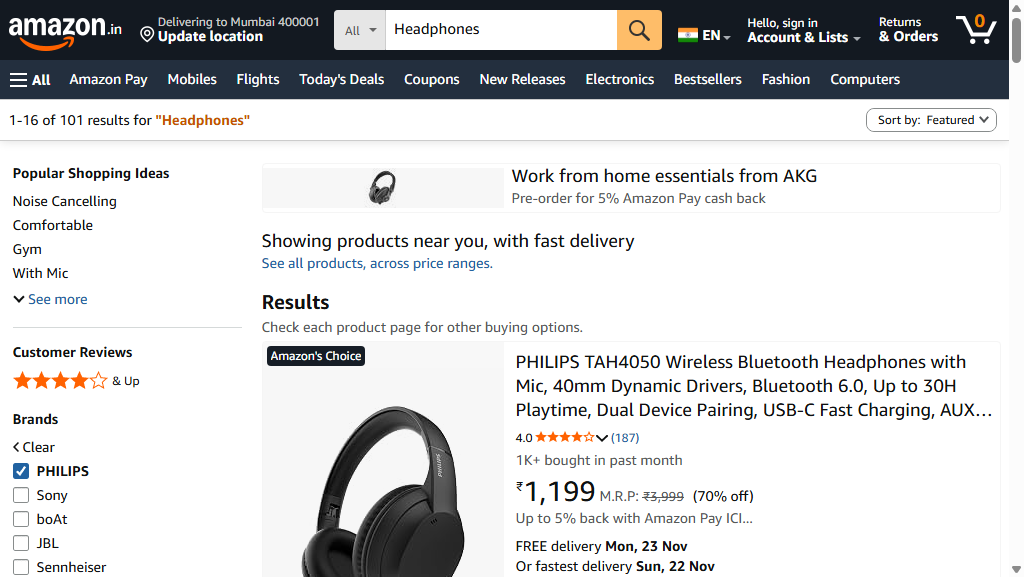 amazon.in
Delivering to Mumbai 400001
Update location
All
Headphones
EN
Hello, sign in
Account & Lists
Returns
& Orders
0
All
Amazon Pay
Mobiles
Flights
Today's Deals
Coupons
New Releases
Electronics
Bestsellers
Fashion
Computers
1-16 of 101 results for "Headphones"
Sort by: Featured
Popular Shopping Ideas
Noise Cancelling
Comfortable
Gym
With Mic
See more
Customer Reviews
& Up
Brands
Clear
PHILIPS
Sony
boAt
JBL
Sennheiser
Work from home essentials from AKG
Pre-order for 5% Amazon Pay cash back
Showing products near you, with fast delivery
See all products, across price ranges.
Results
Check each product page for other buying options.
Amazon's Choice
PHILIPS
PHILIPS TAH4050 Wireless Bluetooth Headphones with
Mic, 40mm Dynamic Drivers, Bluetooth 6.0, Up to 30H
Playtime, Dual Device Pairing, USB-C Fast Charging, AUX…
4.0 (187)
1K+ bought in past month
₹1,199 M.R.P: ₹3,999 (70% off)
Up to 5% back with Amazon Pay ICI…
FREE delivery Mon, 23 Nov
Or fastest delivery Sun, 22 Nov